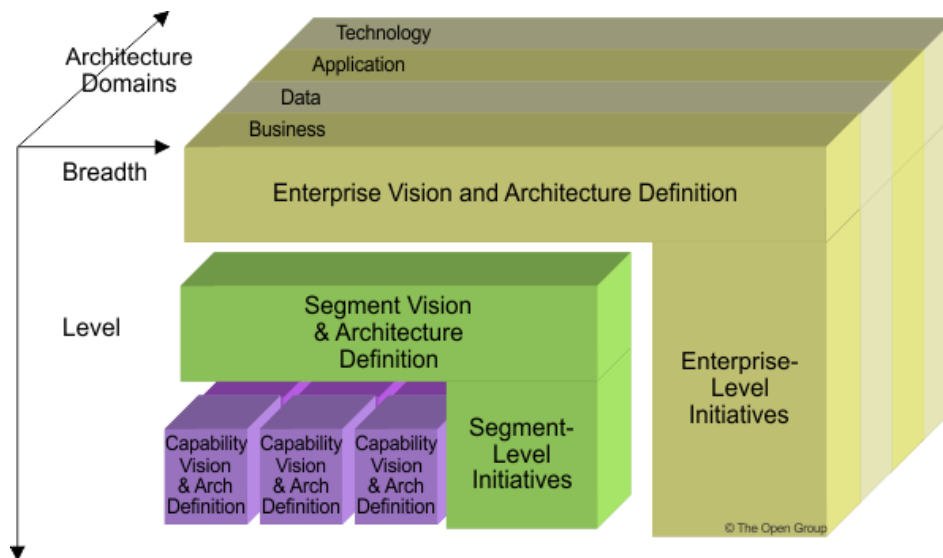 Architecture
Domains
Technology
Application
Data
Business
Breadth
Enterprise Vision and Architecture Definition
Level
Segment Vision
& Architecture
Definition
Enterprise-
Level
Initiatives
Capability
Vision
& Arch
Definition
Capability
Vision
& Arch
Definition
Capability
Vision
& Arch
Definition
Segment-
Level
Initiatives
© The Open Group